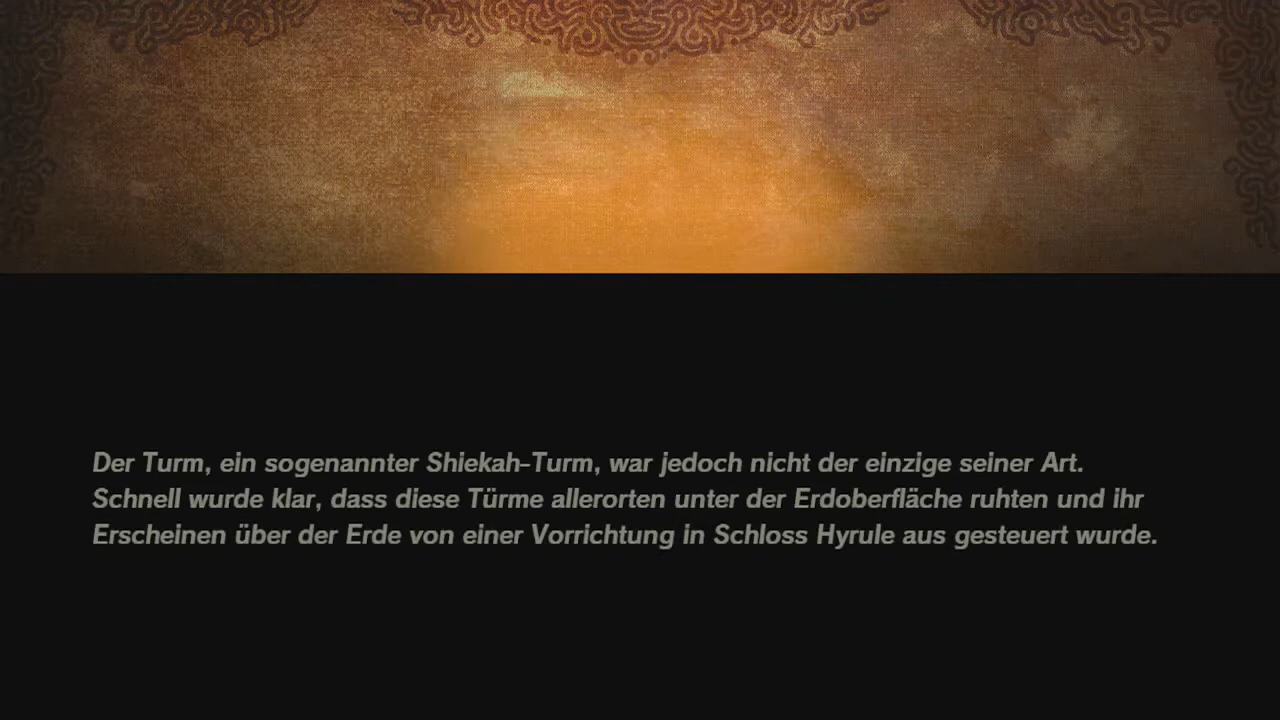 Der Turm, ein sogenannter Shiekah-Turm, war jedoch nicht der einzige seiner Art.
Schnell wurde klar, dass diese Türme allerorten unter der Erdoberfläche ruhten und ihr
Erscheinen über der Erde von einer Vorrichtung in Schloss Hyrule aus gesteuert wurde.